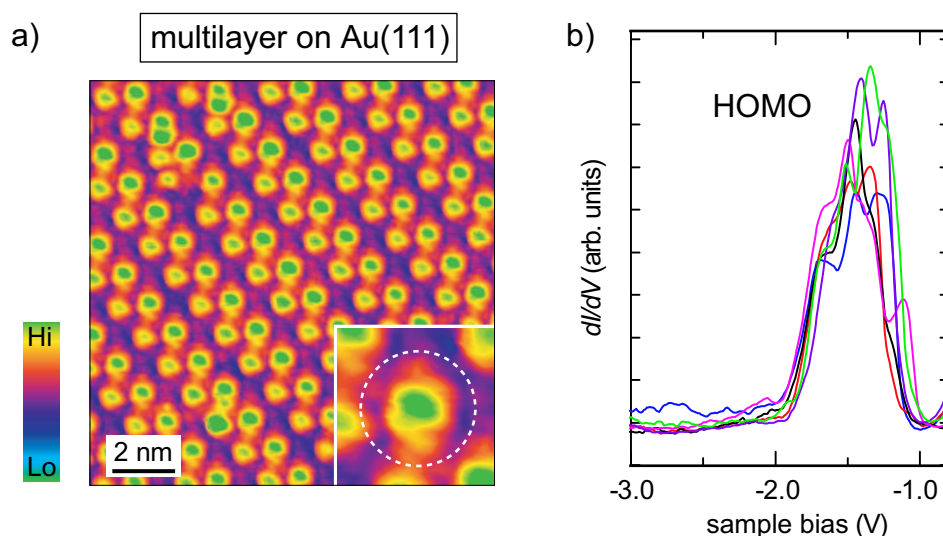 a)
multilayer on Au(111)
Hi
Lo
2 nm
b)
HOMO
dI/dV (arb. units)
-3.0
-2.0
-1.0
sample bias (V)